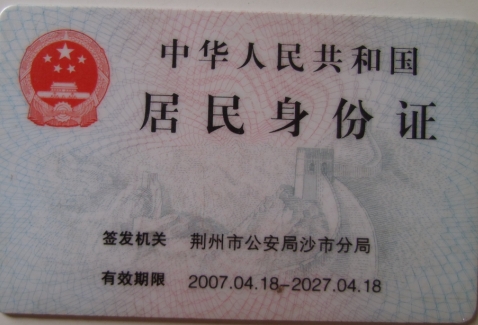 中华人民共和国
居民身份证
签发机关 荆州市公安局沙市分局
有效期限 2007.04.18-2027.04.18